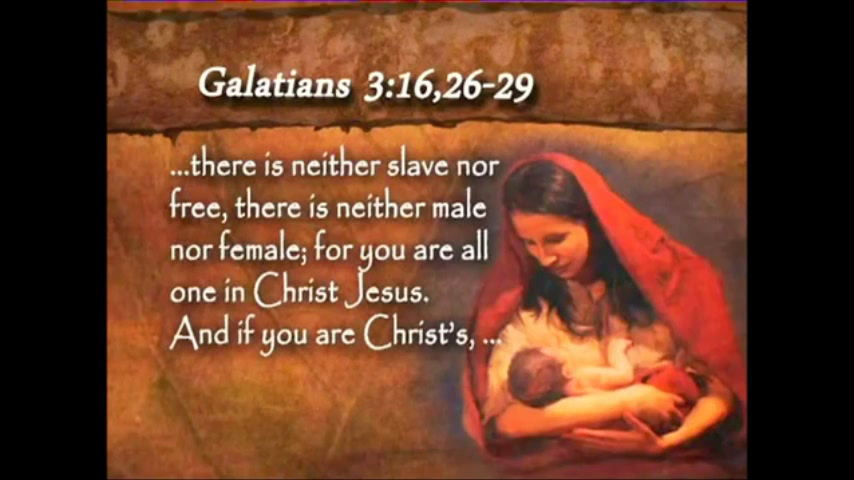 Galatians 3:16,26-29
...there is neither slave nor
free, there is neither male
nor female; for you are all
one in Christ Jesus.
And if you are Christ's, ...